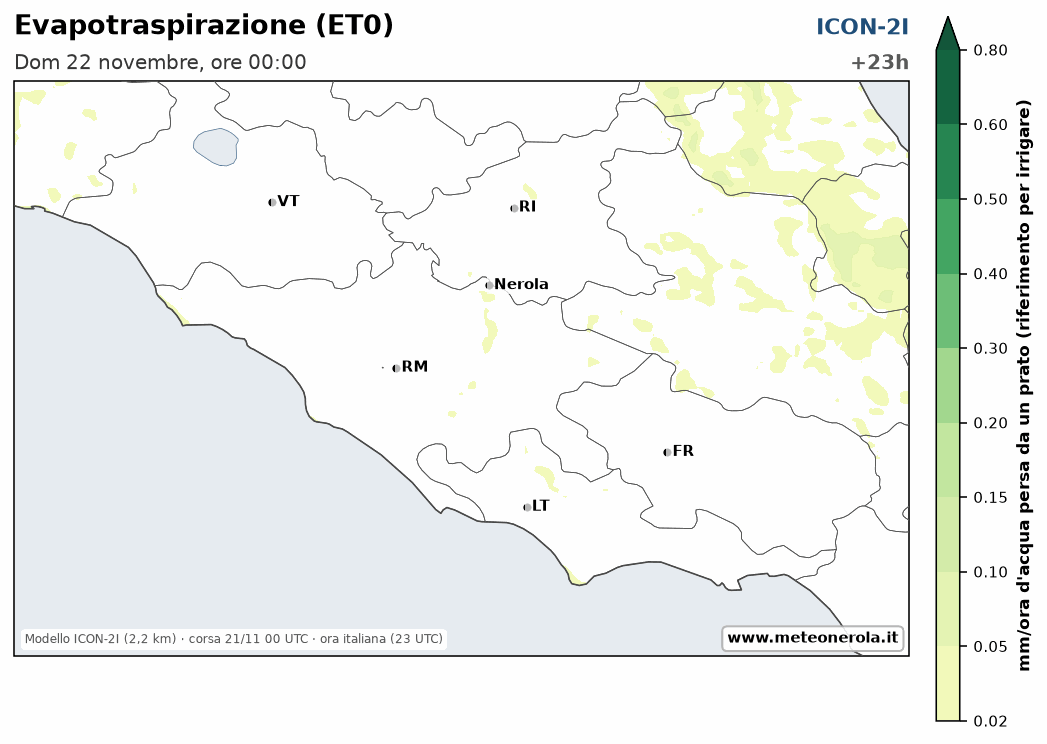 Evapotraspirazione (ET0)
ICON-2I
Dom 22 novembre, ore 00:00
+23h
VT
RI
Nerola
RM
FR
LT
Modello ICON-2I (2,2 km) · corsa 21/11 00 UTC · ora italiana (23 UTC)
www.meteonerola.it
0.80
0.60
0.50
0.40
0.30
0.20
0.15
0.10
0.05
0.02
mm/ora d'acqua persa da un prato (riferimento per irrigare)